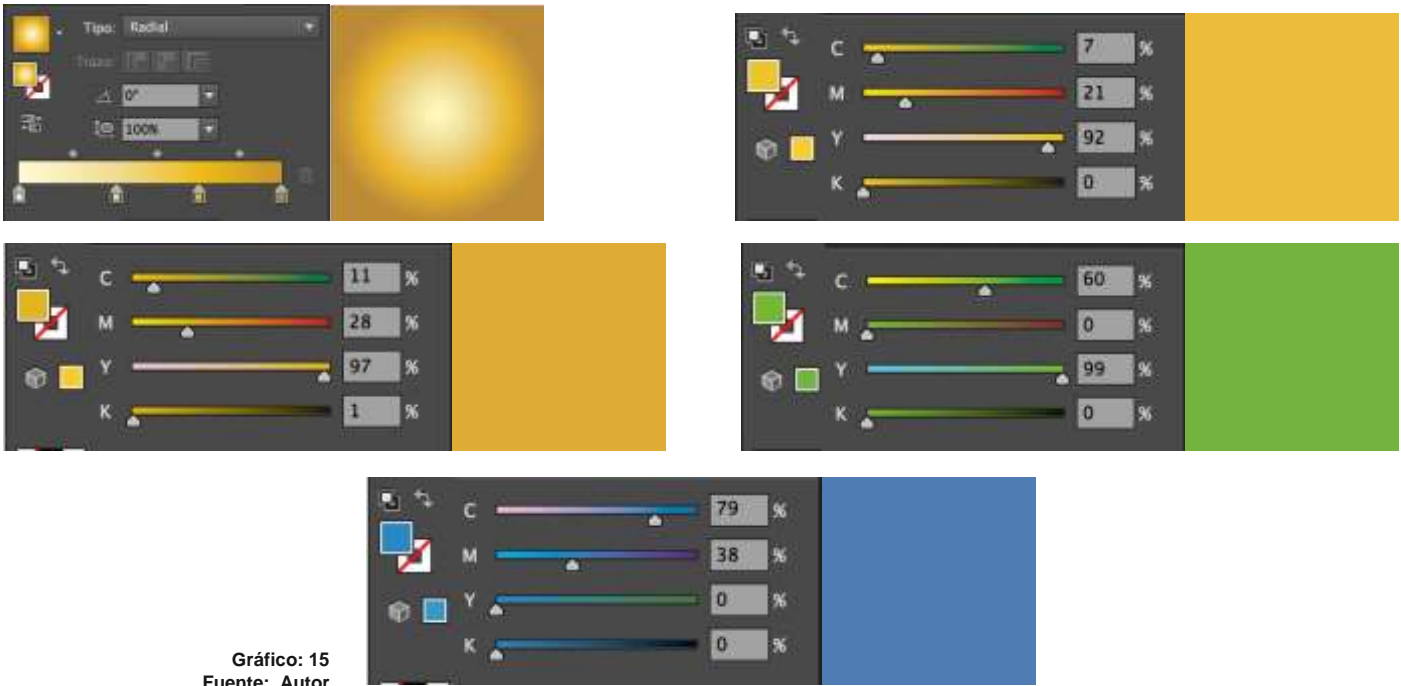 Tipo: Radial
Trazo:
0°
100%
C 7 %
M 21 %
Y 92 %
K 0 %
C 11 %
M 28 %
Y 97 %
K 1 %
C 60 %
M 0 %
Y 99 %
K 0 %
C 79 %
M 38 %
Y 0 %
K 0 %
Gráfico: 15
Fuente: Autor